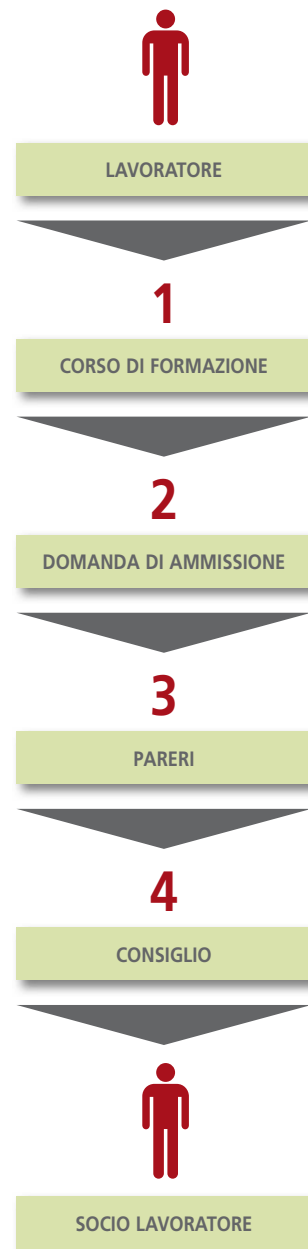 LAVORATORE
1
CORSO DI FORMAZIONE
2
DOMANDA DI AMMISSIONE
3
PARERI
4
CONSIGLIO
SOCIO LAVORATORE